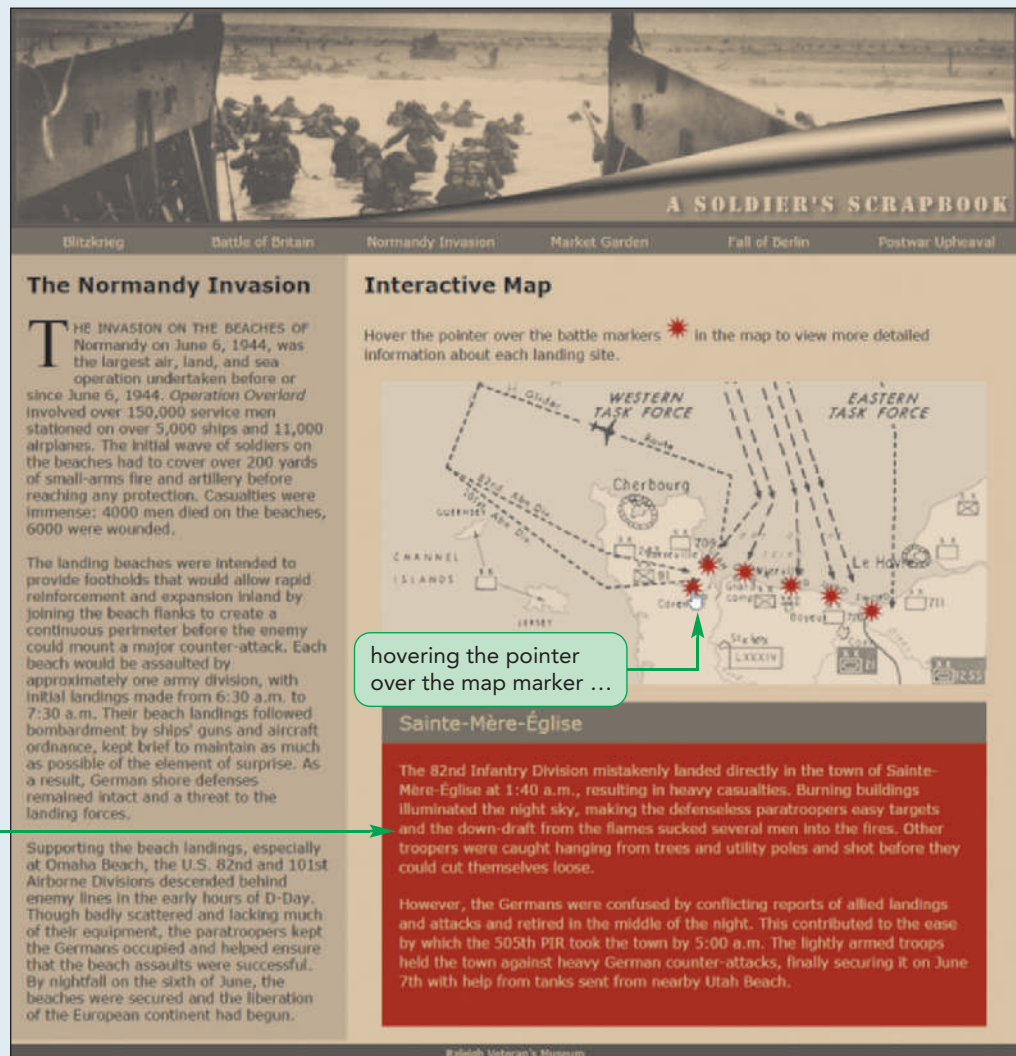 A SOLDIER'S SCRAPBOOK
Blitzkrieg Battle of Britain Normandy Invasion Market Garden Fall of Berlin Postwar Upheaval
The Normandy Invasion
THE INVASION ON THE BEACHES OF
Normandy on June 6, 1944, was
the largest air, land, and sea
operation undertaken before or
since June 6, 1944. Operation Overlord
involved over 150,000 service men
stationed on over 5,000 ships and 11,000
airplanes. The initial wave of soldiers on
the beaches had to cover over 200 yards
of small-arms fire and artillery before
reaching any protection. Casualties were
immense: 4000 men died on the beaches,
6000 were wounded.
The landing beaches were intended to
provide footholds that would allow rapid
reinforcement and expansion inland by
joining the beach flanks to create a
continuous perimeter before the enemy
could mount a major counter-attack. Each
beach would be assaulted by
approximately one army division, with
initial landings made from 6:30 a.m. to
7:30 a.m. Their beach landings followed
bombardment by ships' guns and aircraft
ordnance, kept brief to maintain as much
as possible of the element of surprise. As
a result, German shore defenses
remained intact and a threat to the
landing forces.
Supporting the beach landings, especially
at Omaha Beach, the U.S. 82nd and 101st
Airborne Divisions descended behind
enemy lines in the early hours of D-Day.
Though badly scattered and lacking much
of their equipment, the paratroopers kept
the Germans occupied and helped ensure
that the beach assaults were successful.
By nightfall on the sixth of June, the
beaches were secured and the liberation
of the European continent had begun.
Interactive Map
Hover the pointer over the battle markers in the map to view more detailed
information about each landing site.
Glider
Route
WESTERN
TASK FORCE
EASTERN
TASK FORCE
82nd Abn Div
101st Abn Div
Cherbourg
GUERNSEY
CHANNEL
ISLANDS
JERSEY
709
Le Havre
711
LXXXIV
21
hovering the pointer
over the map marker …
Sainte-Mère-Église
The 82nd Infantry Division mistakenly landed directly in the town of Sainte-
Mère-Église at 1:40 a.m., resulting in heavy casualties. Burning buildings
illuminated the night sky, making the defenseless paratroopers easy targets
and the down-draft from the flames sucked several men into the fires. Other
troopers were caught hanging from trees and utility poles and shot before they
could cut themselves loose.
However, the Germans were confused by conflicting reports of allied landings
and attacks and retired in the middle of the night. This contributed to the ease
by which the 505th PIR took the town by 5:00 a.m. The lightly armed troops
held the town against heavy German counter-attacks, finally securing it on June
7th with help from tanks sent from nearby Utah Beach.
Raleigh Veteran's Museum